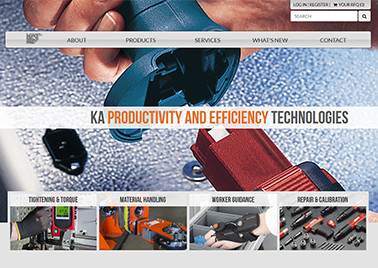 LOG IN | REGISTER | YOUR RFQ (0)
SEARCH
ABOUT PRODUCTS SERVICES WHAT'S NEW CONTACT
KA PRODUCTIVITY AND EFFICIENCY TECHNOLOGIES
TIGHTENING & TORQUE MATERIAL HANDLING WORKER GUIDANCE REPAIR & CALIBRATION